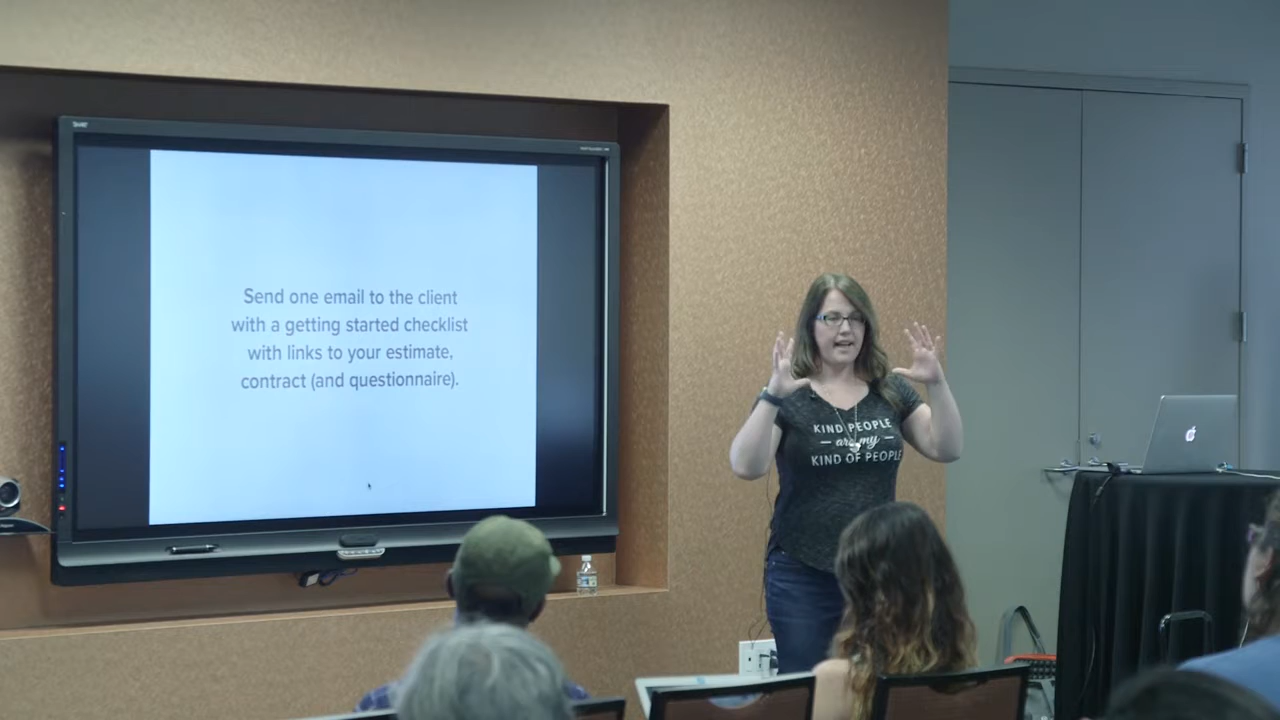 SMART
Send one email to the client
with a getting started checklist
with links to your estimate,
contract (and questionnaire).
KIND PEOPLE
are my
KIND OF PEOPLE